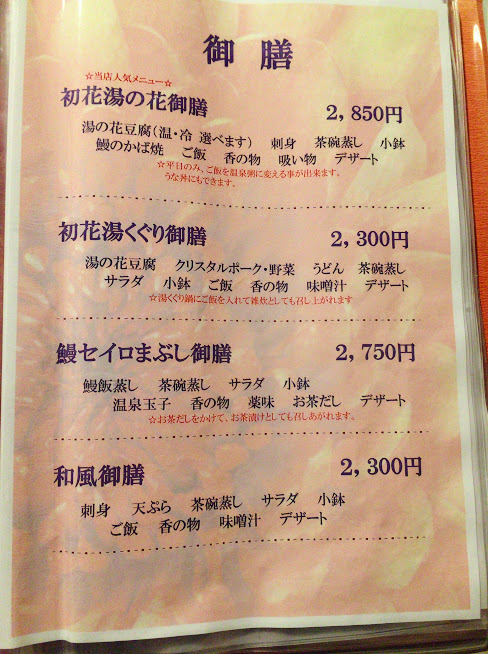 御膳
☆当店人気メニュー☆
初花湯の花御膳 2,850円
湯の花豆腐(温・冷 選べます) 刺身 茶碗蒸し 小鉢
鰻のかば焼 ご飯 香の物 吸い物 デザート
☆平日のみ、ご飯を温泉粥に変える事が出来ます。
うな丼にもできます。
初花湯くぐり御膳 2,300円
湯の花豆腐 クリスタルポーク・野菜 うどん 茶碗蒸し
サラダ 小鉢 ご飯 香の物 味噌汁 デザート
☆湯くぐり鍋にご飯を入れて雑炊としても召し上がれます
鰻セイロまぶし御膳 2,750円
鰻飯蒸し 茶碗蒸し サラダ 小鉢
温泉玉子 香の物 薬味 お茶だし デザート
☆お茶だしをかけて、お茶漬けとしても召しあがれます。
和風御膳 2,300円
刺身 天ぷら 茶碗蒸し サラダ 小鉢
ご飯 香の物 味噌汁 デザート